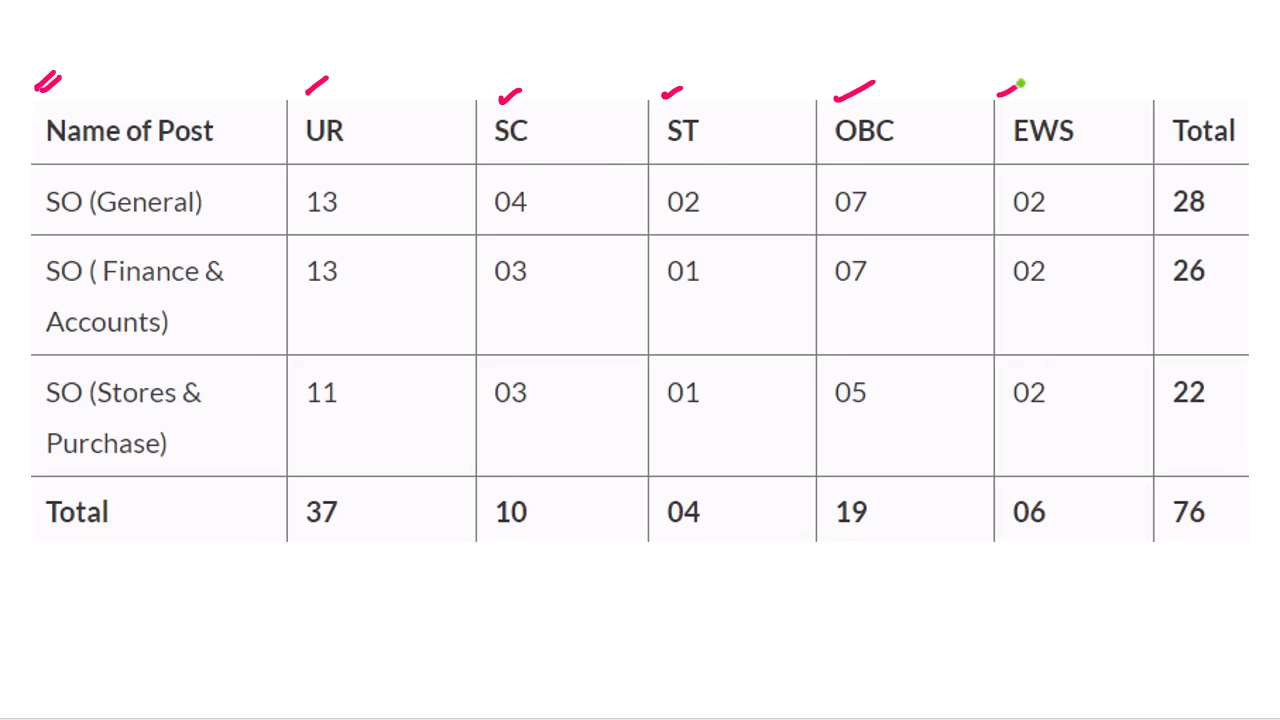 Name of Post UR SC ST OBC EWS Total
SO (General) 13 04 02 07 02 28
SO ( Finance & 13 03 01 07 02 26
Accounts)
SO (Stores & 11 03 01 05 02 22
Purchase)
Total 37 10 04 19 06 76